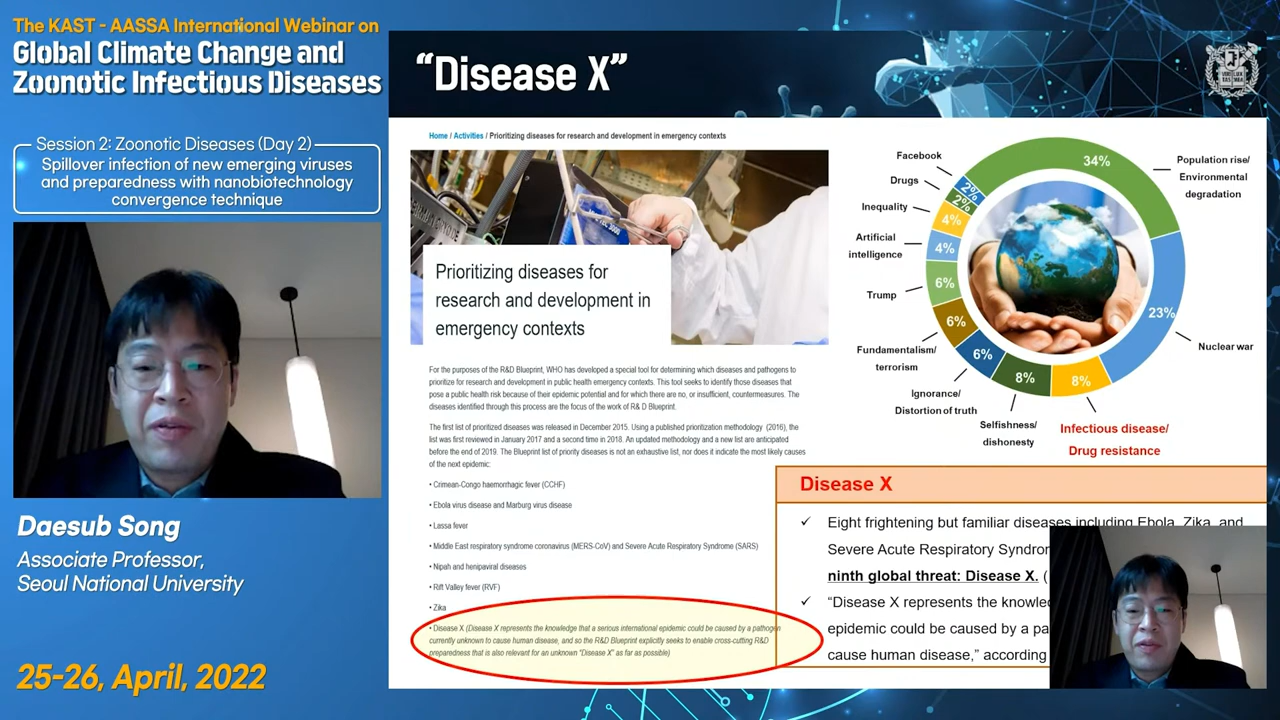 The KAST - AASSA International Webinar on
Global Climate Change and
Zoonotic Infectious Diseases
Session 2: Zoonotic Diseases (Day 2)
Spillover infection of new emerging viruses
and preparedness with nanobiotechnology
convergence technique
Daesub Song
Associate Professor,
Seoul National University
25-26, April, 2022
“Disease X”
Home / Activities / Prioritizing diseases for research and development in emergency contexts
Prioritizing diseases for
research and development in
emergency contexts
For the purposes of the R&D Blueprint, WHO has developed a special tool for determining which diseases and pathogens to
prioritize for research and development in public health emergency contexts. This tool seeks to identify those diseases that
pose a public health risk because of their epidemic potential and for which there are no, or insufficient, countermeasures. The
diseases identified through this process are the focus of the work of R& D Blueprint.
The first list of prioritized diseases was released in December 2015. Using a published prioritization methodology (2016), the
list was first reviewed in January 2017 and a second time in 2018. An updated methodology and a new list are anticipated
before the end of 2019. The Blueprint list of priority diseases is not an exhaustive list, nor does it indicate the most likely causes
of the next epidemic:
• Crimean-Congo haemorrhagic fever (CCHF)
• Ebola virus disease and Marburg virus disease
• Lassa fever
• Middle East respiratory syndrome coronavirus (MERS-CoV) and Severe Acute Respiratory Syndrome (SARS)
• Nipah and henipaviral diseases
• Rift Valley fever (RVF)
• Zika
• Disease X (Disease X represents the knowledge that a serious international epidemic could be caused by a pathogen
currently unknown to cause human disease, and so the R&D Blueprint explicitly seeks to enable cross-cutting R&D
preparedness that is also relevant for an unknown “Disease X” as far as possible)
34%
Population rise/
Environmental
degradation
23%
Nuclear war
8%
Infectious disease/
Drug resistance
8%
Selfishness/
dishonesty
6%
Ignorance/
Distortion of truth
6%
Fundamentalism/
terrorism
6%
Trump
4%
Artificial
intelligence
4%
Inequality
2%
Drugs
2%
Facebook
Disease X
✓ Eight frightening but familiar diseases including Ebola, Zika, and
Severe Acute Respiratory
ninth global threat: Disease X. (
✓ “Disease X represents the
epidemic could be caused by a
cause human disease,” according